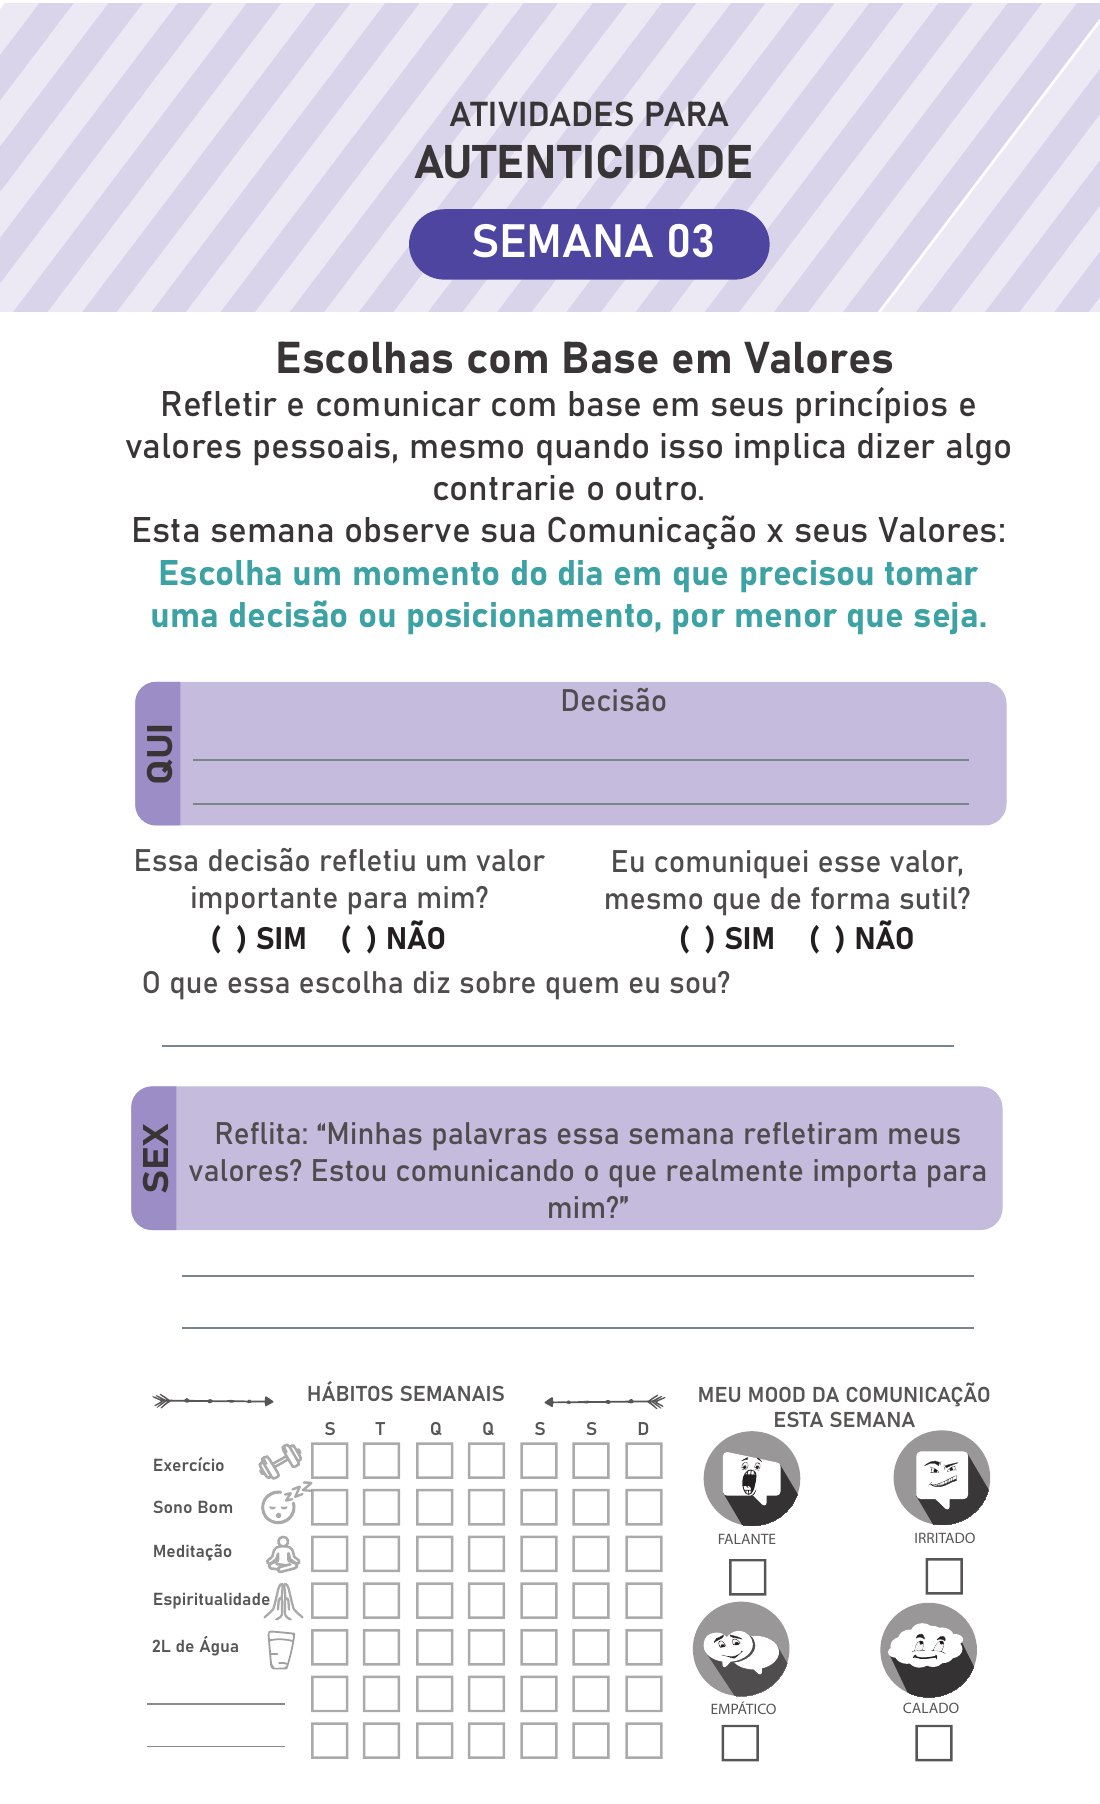 ATIVIDADES PARA
AUTENTICIDADE
SEMANA 03
Escolhas com Base em Valores
Refletir e comunicar com base em seus princípios e
valores pessoais, mesmo quando isso implica dizer algo
contrarie o outro.
Esta semana observe sua Comunicação x seus Valores:
Escolha um momento do dia em que precisou tomar
uma decisão ou posicionamento, por menor que seja.
QUI
Decisão
Essa decisão refletiu um valor
importante para mim?
( ) SIM ( ) NÃO
Eu comuniquei esse valor,
mesmo que de forma sutil?
( ) SIM ( ) NÃO
O que essa escolha diz sobre quem eu sou?
SEX
Reflita: “Minhas palavras essa semana refletiram meus
valores? Estou comunicando o que realmente importa para
mim?”
HÁBITOS SEMANAIS
S T Q Q S S D
Exercício
Sono Bom
zzzz
Meditação
Espiritualidade
2L de Água
MEU MOOD DA COMUNICAÇÃO
ESTA SEMANA
FALANTE
IRRITADO
EMPÁTICO
CALADO